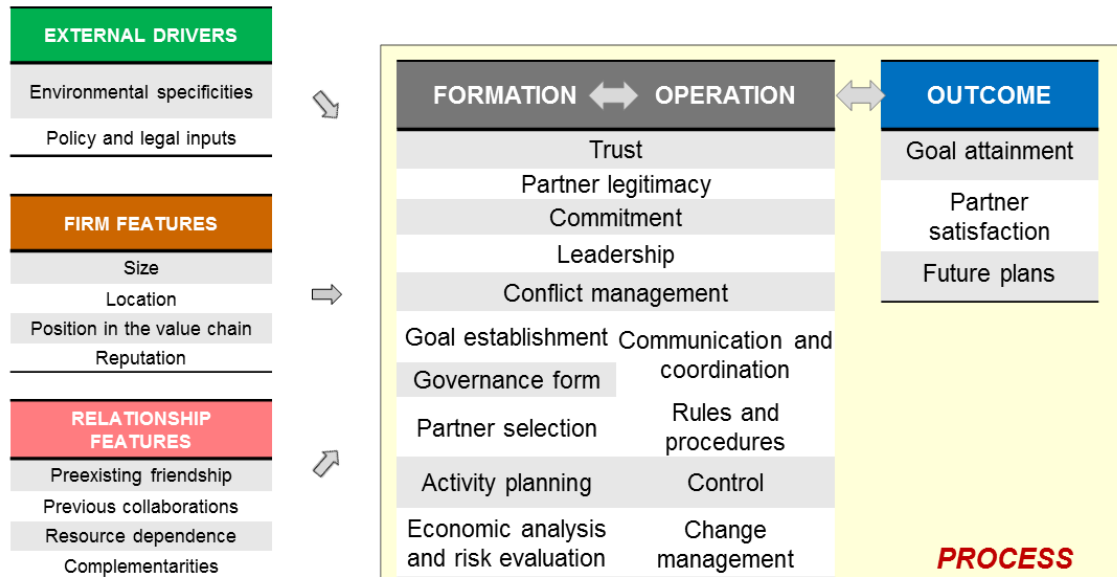 EXTERNAL DRIVERS
Environmental specificities
Policy and legal inputs
FIRM FEATURES
Size
Location
Position in the value chain
Reputation
RELATIONSHIP
FEATURES
Preexisting friendship
Previous collaborations
Resource dependence
Complementarities
FORMATION
OPERATION
Trust
Partner legitimacy
Commitment
Leadership
Conflict management
Goal establishment
Governance form
Partner selection
Activity planning
Economic analysis
and risk evaluation
Communication and
coordination
Rules and
procedures
Control
Change
management
OUTCOME
Goal attainment
Partner
satisfaction
Future plans
PROCESS